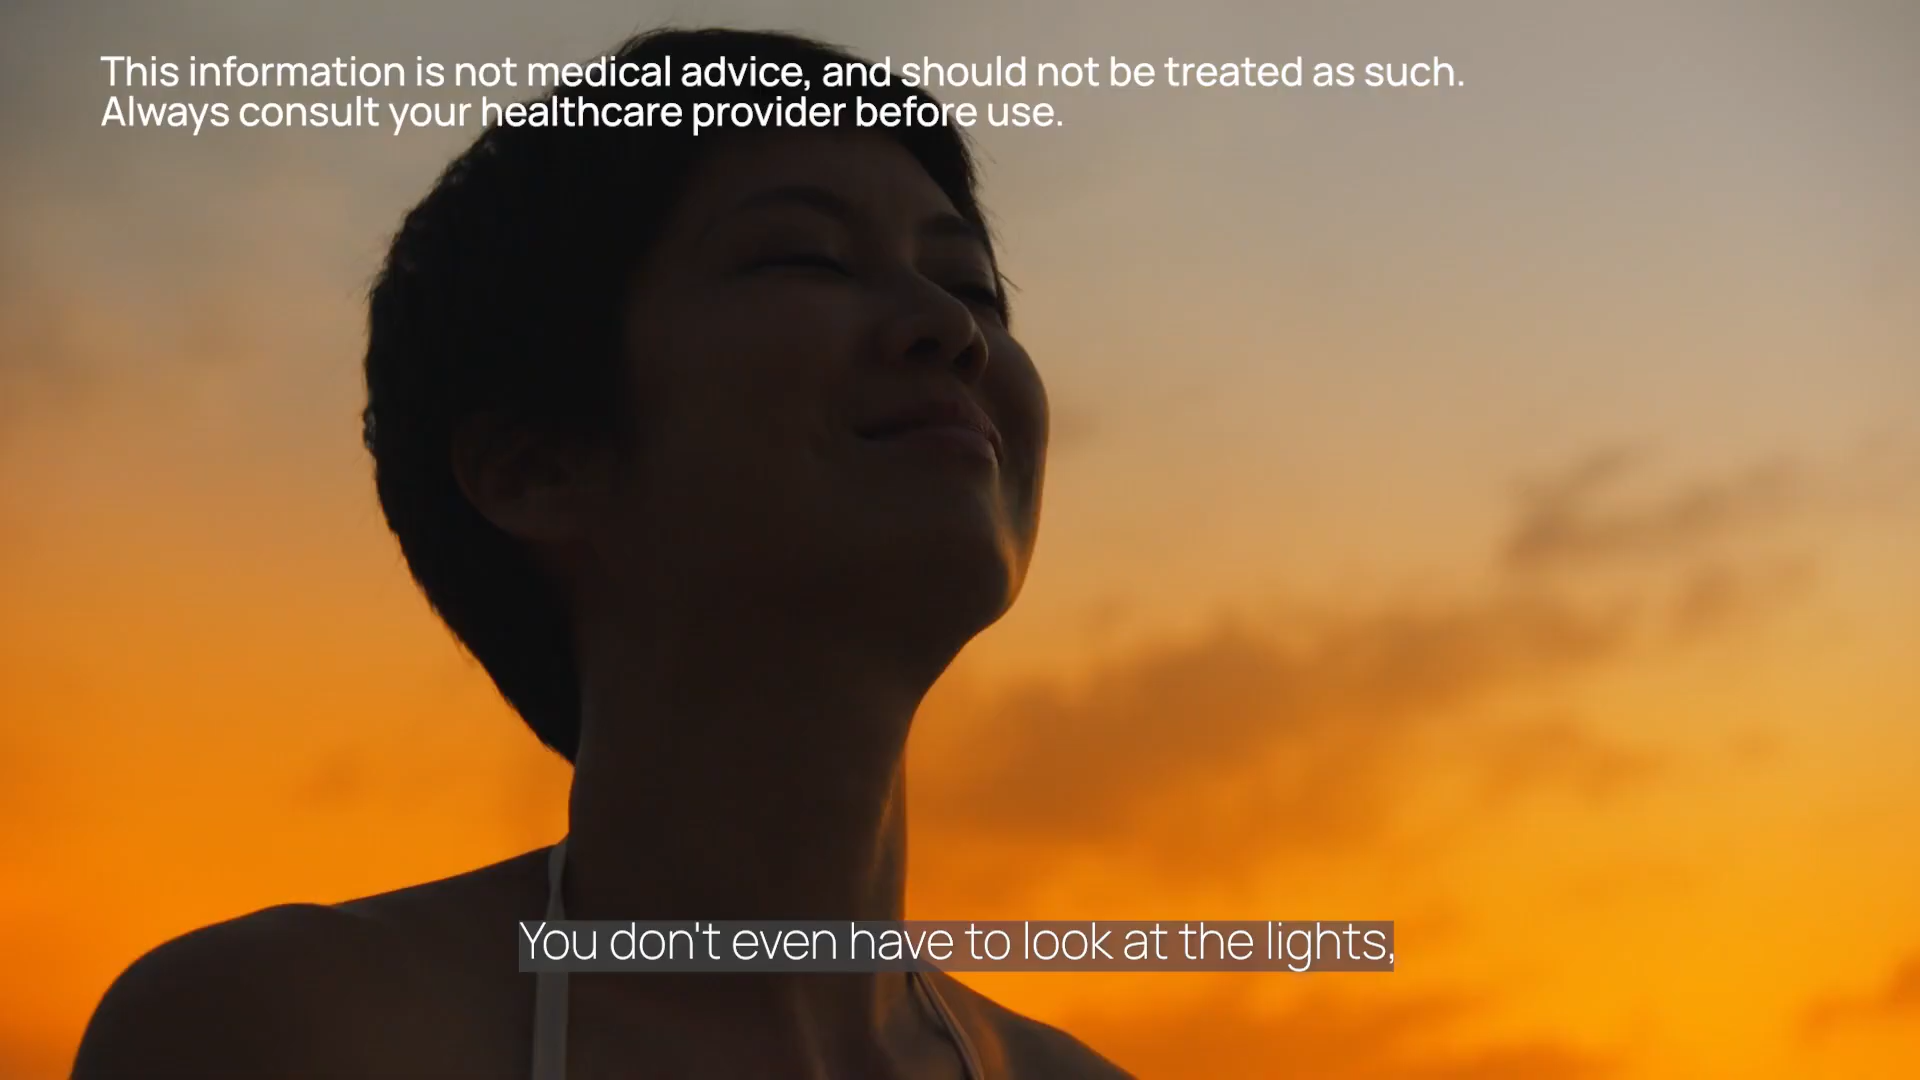 This information is not medical advice, and should not be treated as such.
Always consult your healthcare provider before use.
You don't even have to look at the lights,